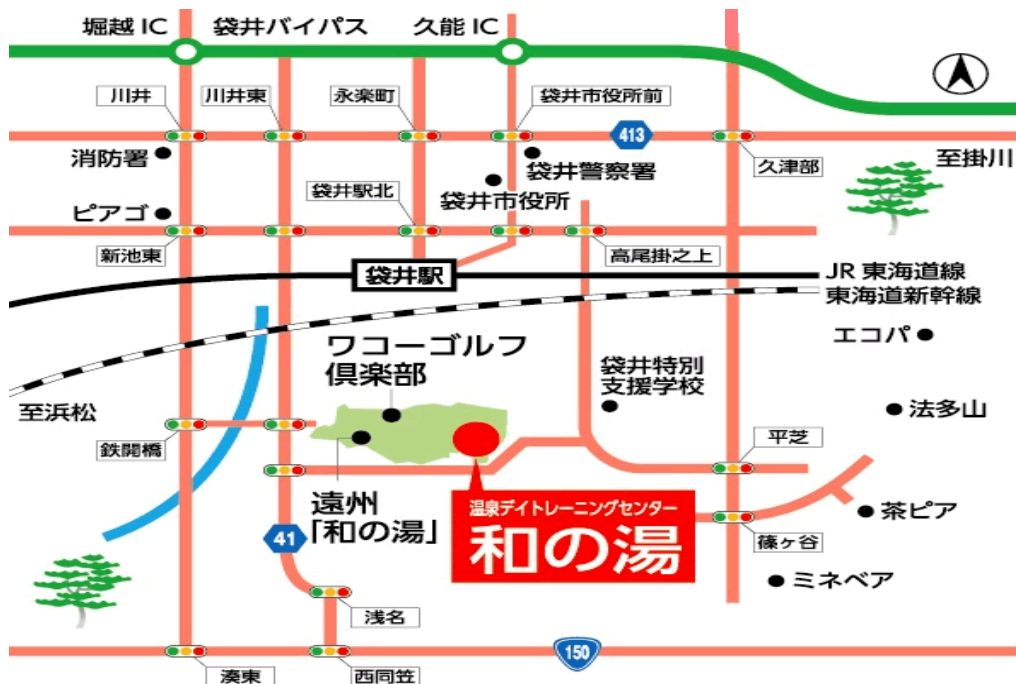 堀越IC
袋井バイパス
久能IC
川井
川井東
永楽町
袋井市役所前
413
消防署
袋井警察署
久津部
至掛川
袋井駅北
袋井市役所
ピアゴ
新池東
高尾掛之上
袋井駅
JR東海道線
東海道新幹線
ワコーゴルフ
倶楽部
エコパ
袋井特別
支援学校
至浜松
法多山
鉄開橋
平芝
遠州
「和の湯」
温泉デイトレーニングセンター
和の湯
41
茶ピア
篠ヶ谷
ミネベア
浅名
150
湊東
西同笠